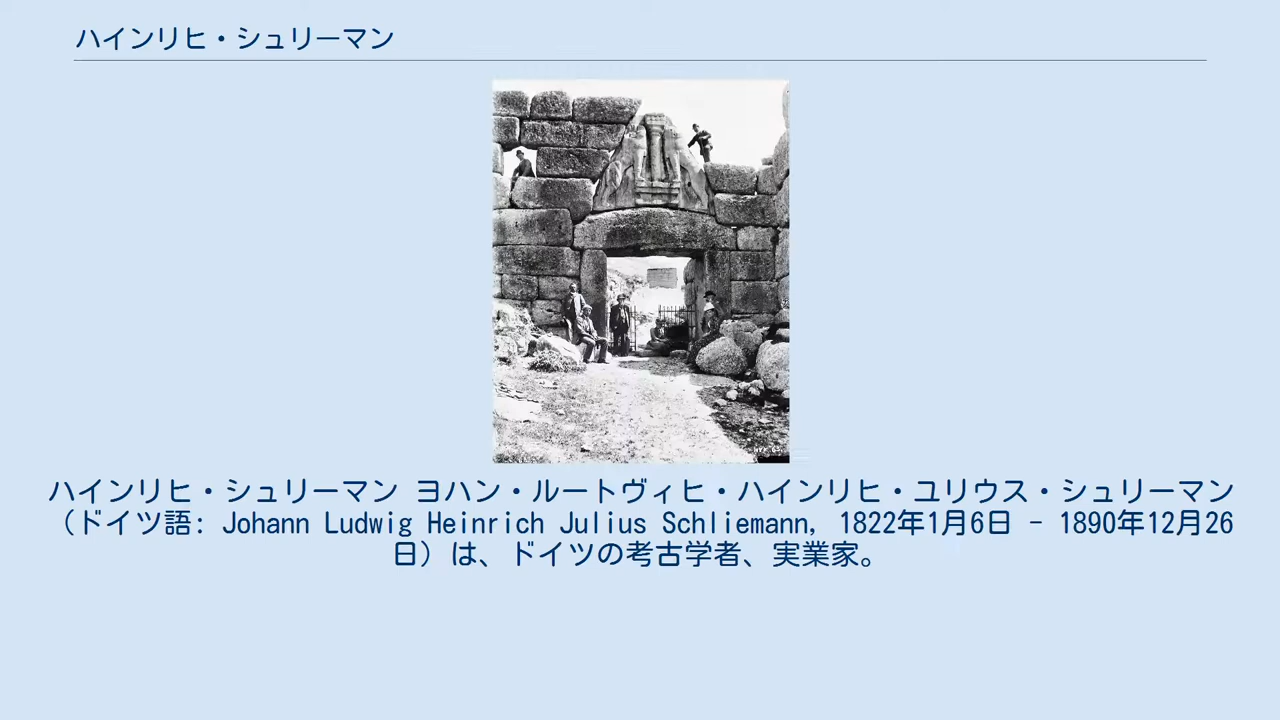 ハインリヒ・シュリーマン
ハインリヒ・シュリーマン ヨハン・ルートヴィヒ・ハインリヒ・ユリウス・シュリーマン
（ドイツ語: Johann Ludwig Heinrich Julius Schliemann, 1822年1月6日 - 1890年12月26
日）は、ドイツの考古学者、実業家。